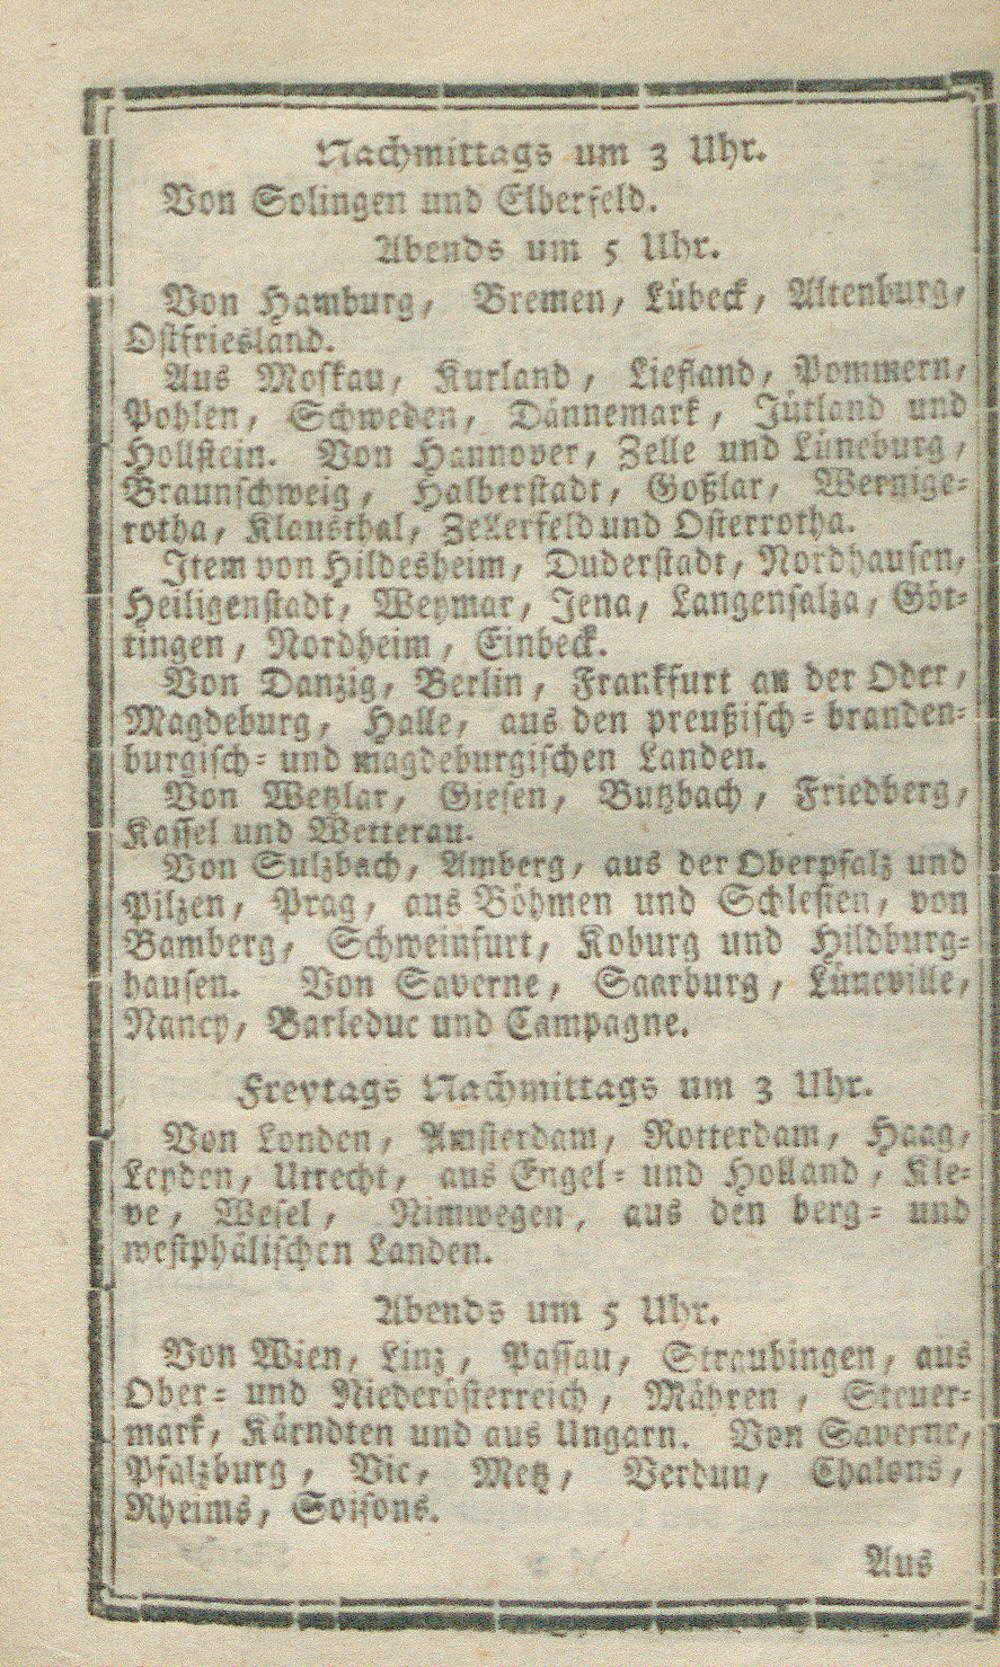 Nachmittags um 3 Uhr.
Von Solingen und Elberfeld.
Abends um 5 Uhr.
Von Hamburg, Bremen, Lübeck, Altenburg,
Ostfriesland.
Aus Moskau, Kurland, Liefland, Pommern,
Pohlen, Schweden, Dännemark, Jütland und
Hollstein. Von Hannover, Zelle und Lüneburg,
Braunschweig, Halberstadt, Goßlar, Wernige-
rotha, Klausthal, Zellerfeld und Osterrotha.
Item von Hildesheim, Duderstadt, Nordhausen,
Heiligenstadt, Weymar, Jena, Langensalza, Göt-
tingen, Nordheim, Einbeck.
Von Danzig, Berlin, Frankfurt an der Oder,
Magdeburg, Halle, aus den preußisch-branden-
burgisch- und magdeburgischen Landen.
Von Wetzlar, Giesen, Butzbach, Friedberg,
Kassel und Wetterau.
Von Sulzbach, Amberg, aus der Oberpfalz und
Pilzen, Prag, aus Böhmen und Schlesien, von
Bamberg, Schweinfurt, Koburg und Hildburg-
hausen. Von Saverne, Saarburg, Lüneville,
Nancy, Barleduc und Campagne.
Freytags Nachmittags um 3 Uhr.
Von Londen, Amsterdam, Rotterdam, Haag,
Leyden, Utrecht, aus Engel- und Holland, Kle-
ve, Wesel, Nimwegen, aus den berg- und
westphälischen Landen.
Abends um 5 Uhr.
Von Wien, Linz, Passau, Straubingen, aus
Ober- und Niederösterreich, Mähren, Steuer-
mark, Kärndten und aus Ungarn. Von Saverne,
Pfalzburg, Vic, Metz, Verdun, Chalons,
Rheims, Soisons.
Aus